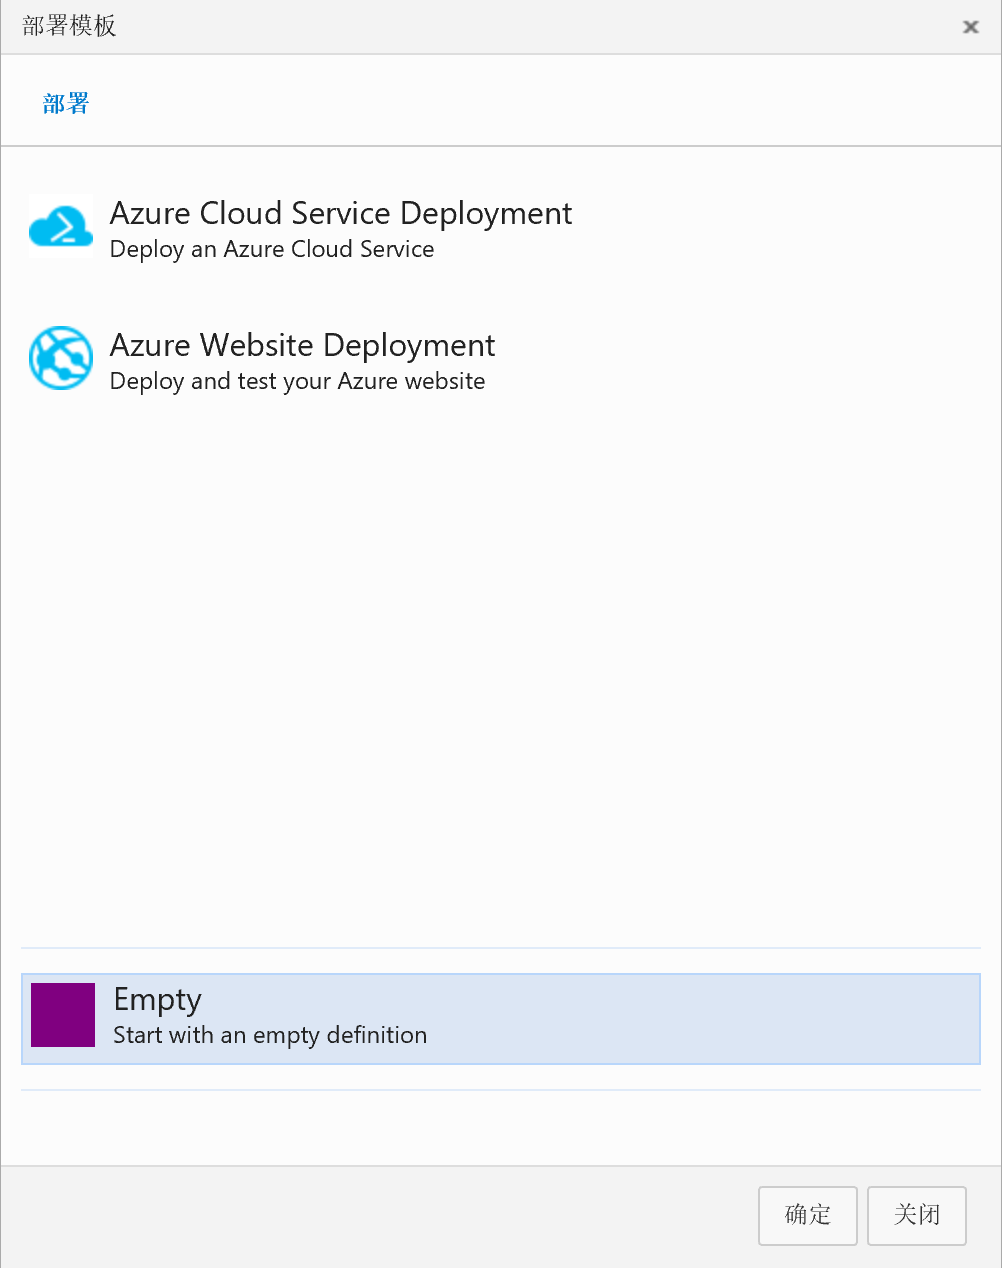 部署模板
部署
Azure Cloud Service Deployment
Deploy an Azure Cloud Service
Azure Website Deployment
Deploy and test your Azure website
Empty
Start with an empty definition
确定
关闭